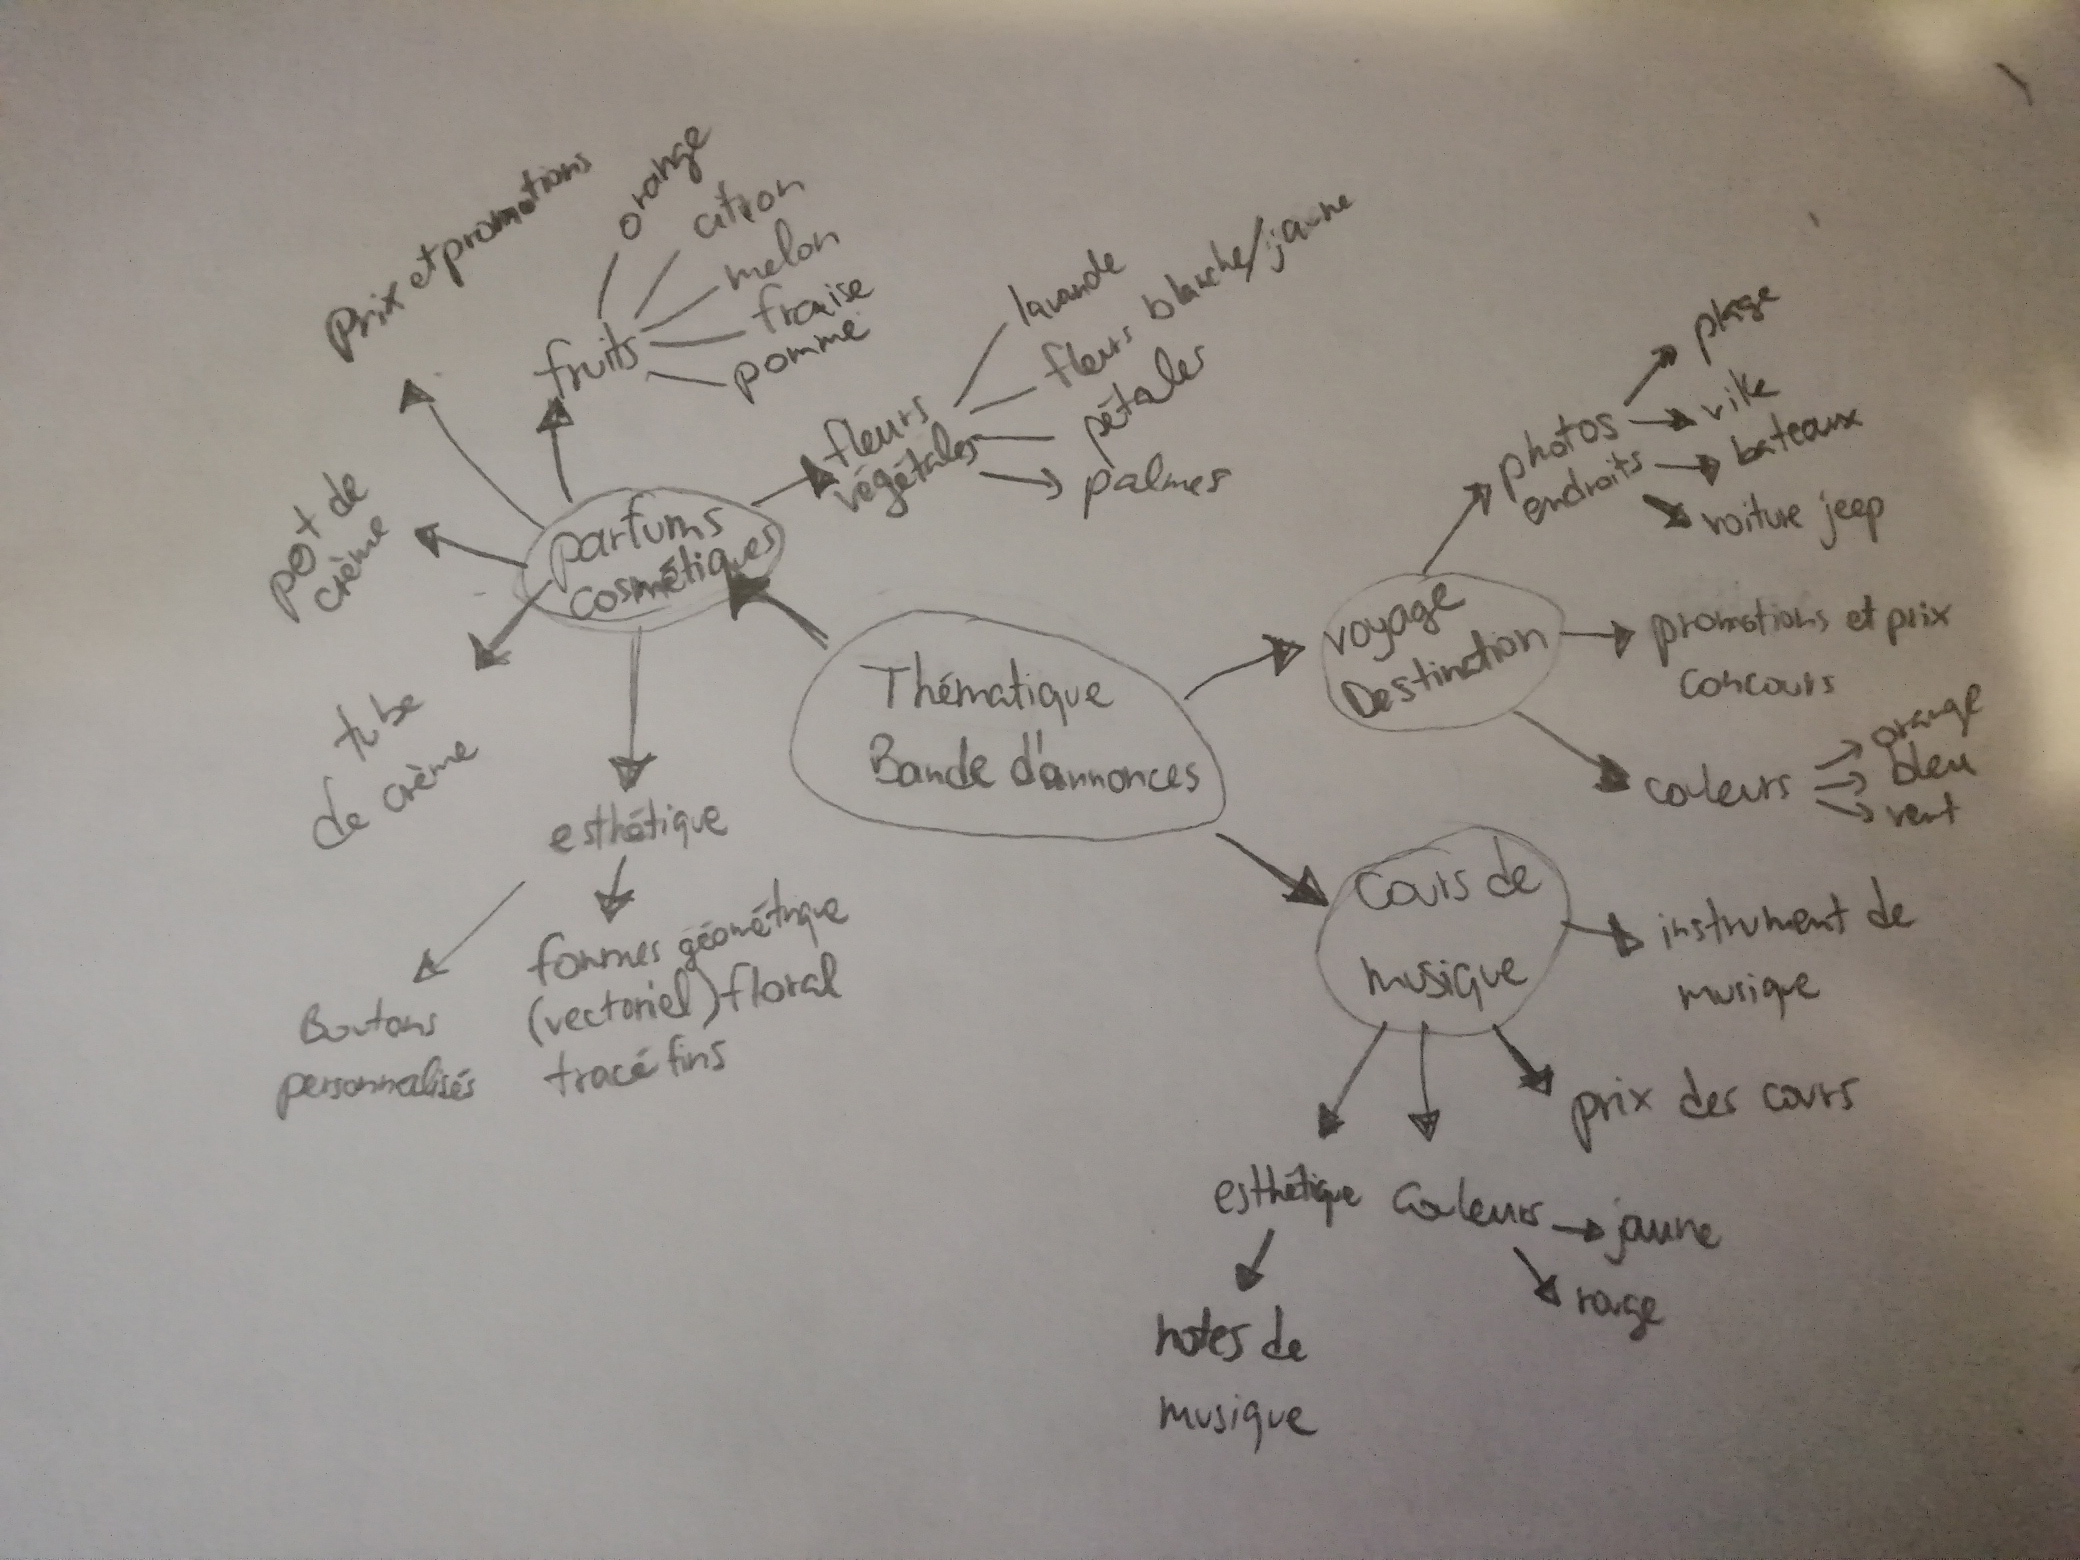 Thématique
Bande d'annonces
parfums
cosmétiques
Prix et promotions
fruits
orange
citron
melon
fraise
pomme
fleurs
végétales
lavande
fleurs blanche/jaune
pétales
palmes
pot de
crème
tube
de crème
esthétique
Boutons
personnalisés
formes géométrique
(vectoriel) floral
tracé fins
voyage
Destination
photos
endroits
plage
ville
bateaux
voiture jeep
promotions et prix
concours
couleurs
orange
bleu
vert
Cours de
musique
instrument de
musique
prix des cours
esthétique
notes de
musique
Couleurs
jaune
rouge